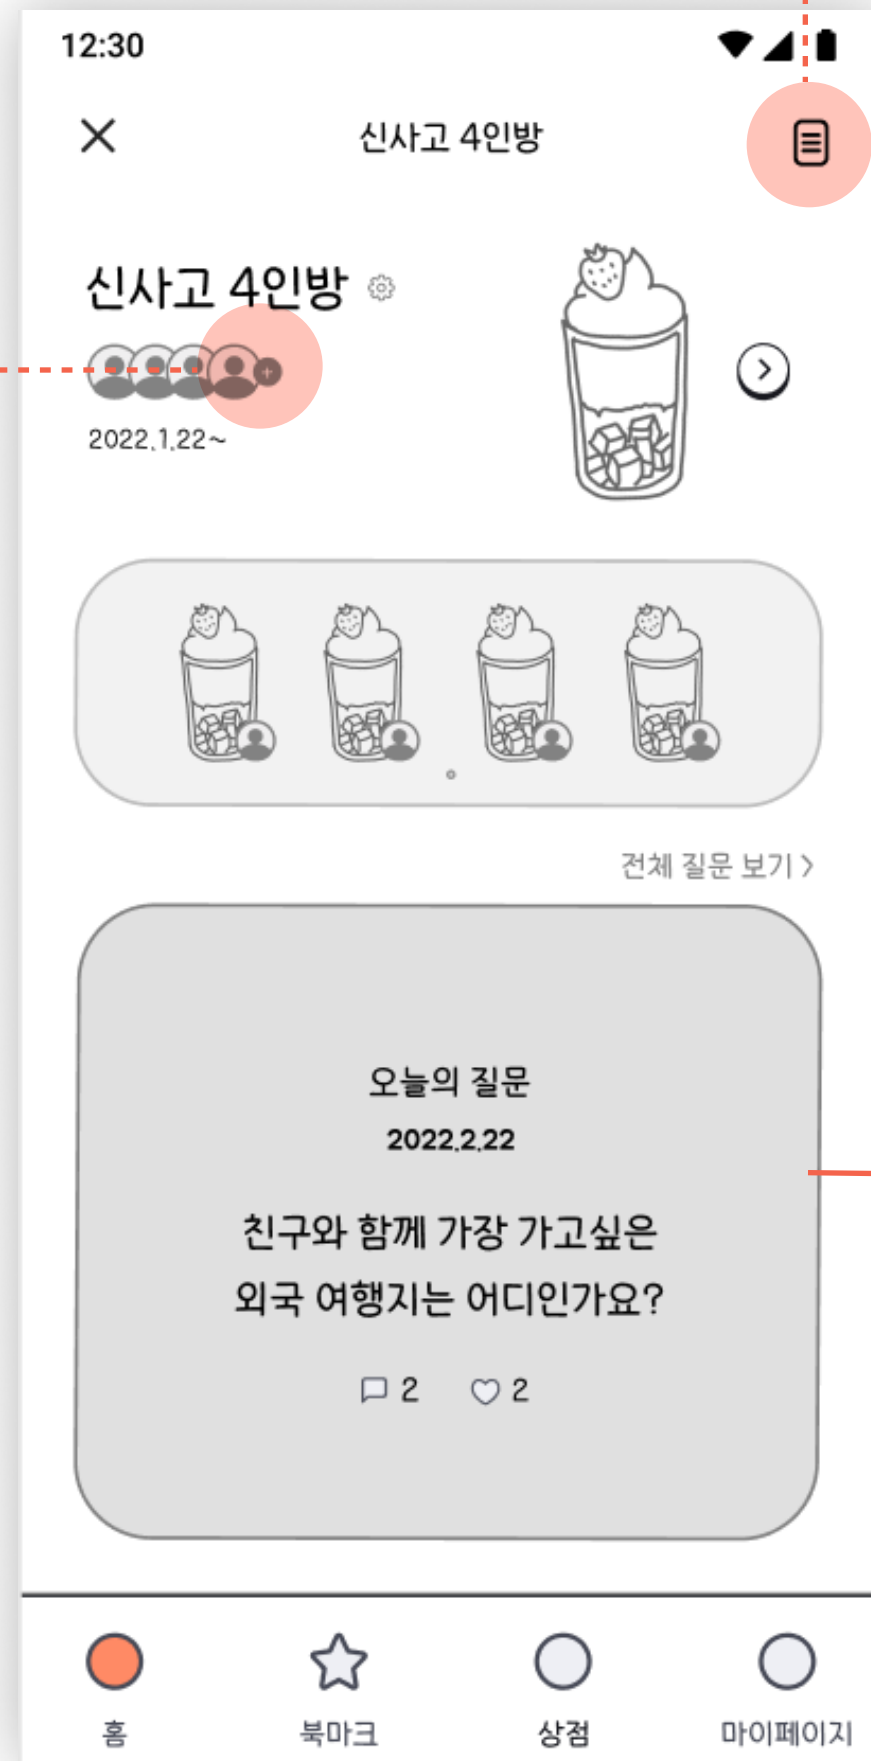 12:30
신사고 4인방
신사고 4인방
2022.1.22~
전체 질문 보기 >
오늘의 질문
2022.2.22
친구와 함께 가장 가고싶은
외국 여행지는 어디인가요?
2 2
홈 북마크 상점 마이페이지